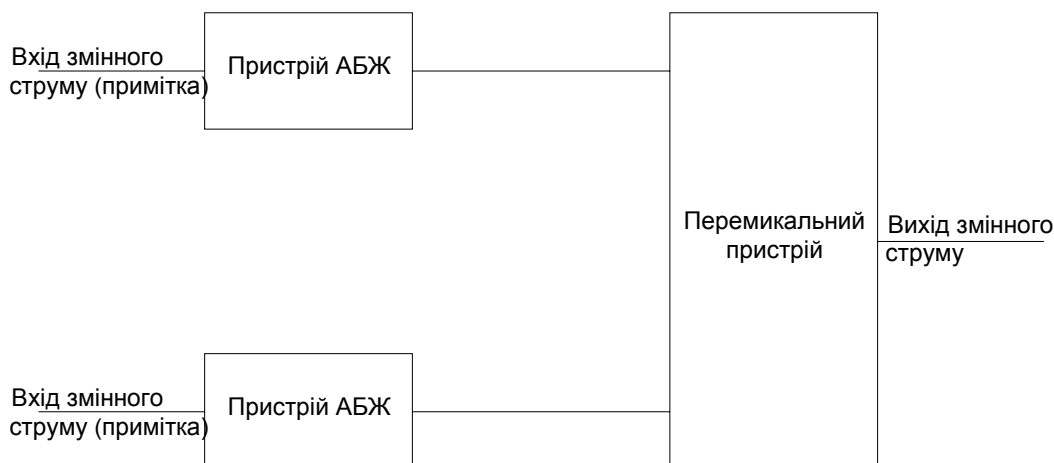 Вхід змінного
струму (примітка)
Пристрій АБЖ
Перемикальний
пристрій
Вихід змінного
струму
Вхід змінного
струму (примітка)
Пристрій АБЖ